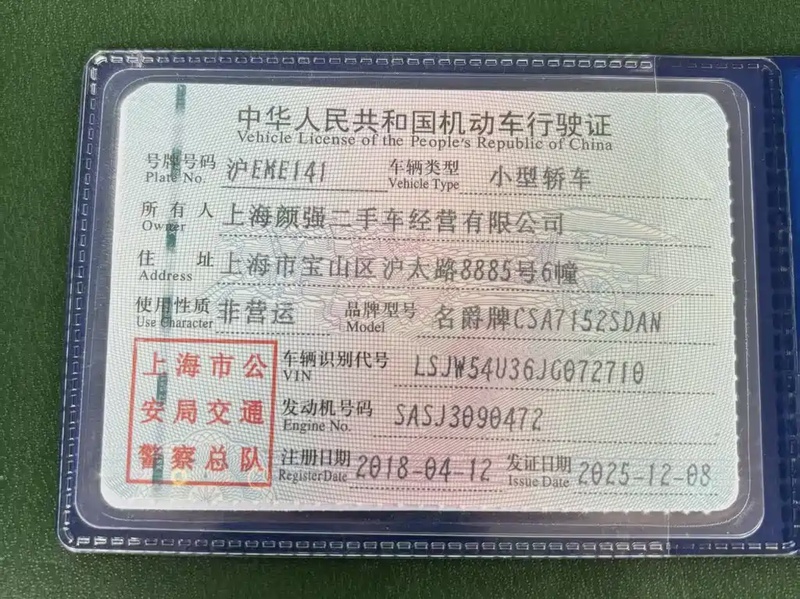 中华人民共和国机动车行驶证
Vehicle License of the People's Republic of China
号牌号码 沪EME141 车辆类型 小型轿车
Plate No. Vehicle Type
所有人 上海颜强二手车经营有限公司
Owner
住址 上海市宝山区沪太路8885号6幢
Address
使用性质 非营运 品牌型号 名爵牌CSA7152SDAN
Use Character Model
上海市公
安局交通
警察总队
车辆识别代号 LSJW54U36JG072710
VIN
发动机号码 SASJ3090472
Engine No.
注册日期 2018-04-12 发证日期 2025-12-08
Register Date Issue Date